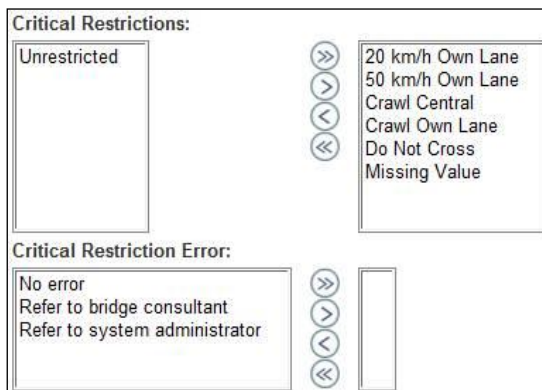 Critical Restrictions:
Unrestricted
20 km/h Own Lane
50 km/h Own Lane
Crawl Central
Crawl Own Lane
Do Not Cross
Missing Value
Critical Restriction Error:
No error
Refer to bridge consultant
Refer to system administrator